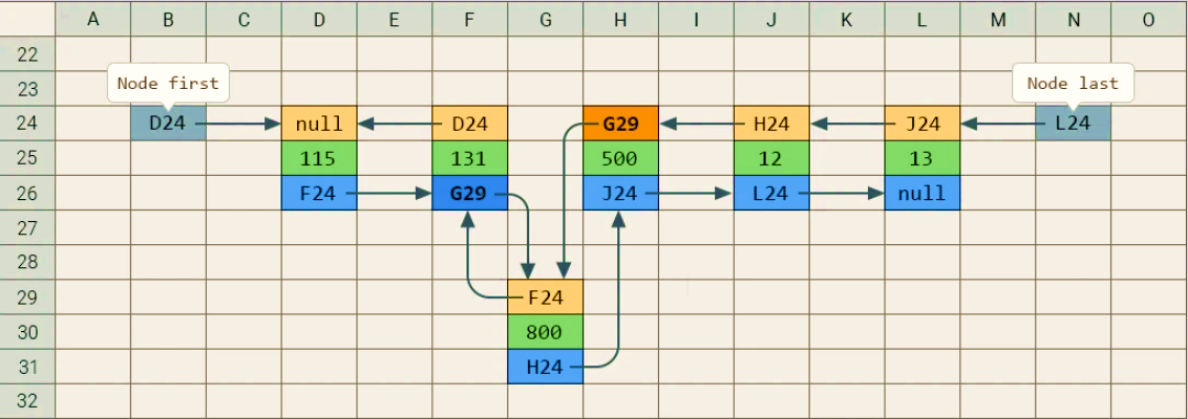 A B C D E F G H I J K L M N O
22
23 Node first Node last
24 D24 null D24 G29 H24 J24 L24
25 115 131 500 12 13
26 F24 G29 J24 L24 null
27
28
29 F24
30 800
31 H24
32